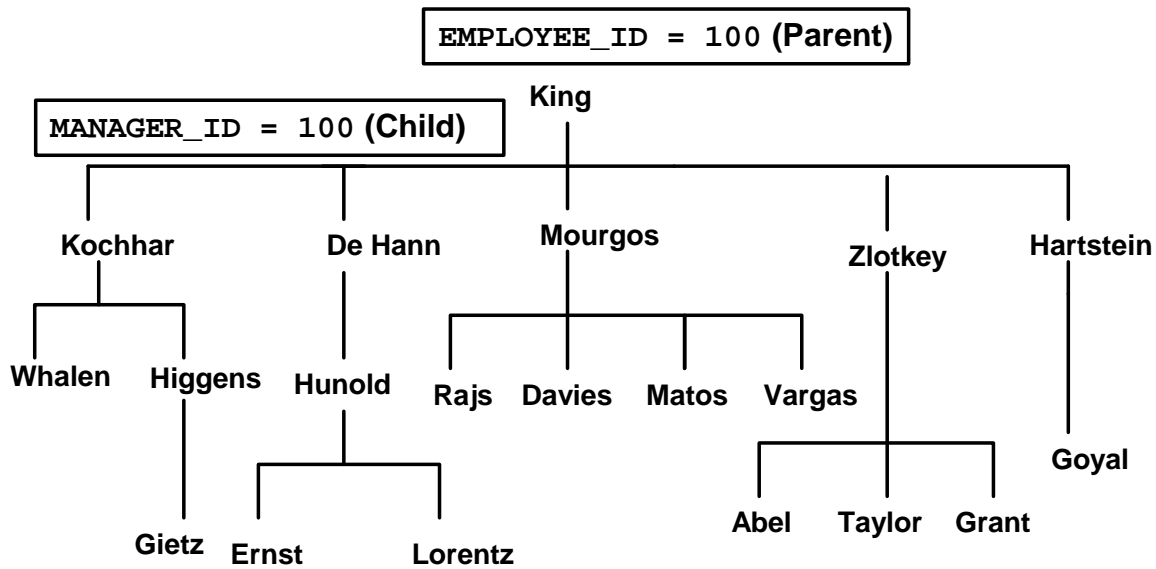 EMPLOYEE_ID = 100 (Parent)
King
MANAGER_ID = 100 (Child)
Kochhar
De Hann
Mourgos
Zlotkey
Hartstein
Whalen
Higgens
Hunold
Rajs
Davies
Matos
Vargas
Goyal
Abel
Taylor
Grant
Gietz
Ernst
Lorentz